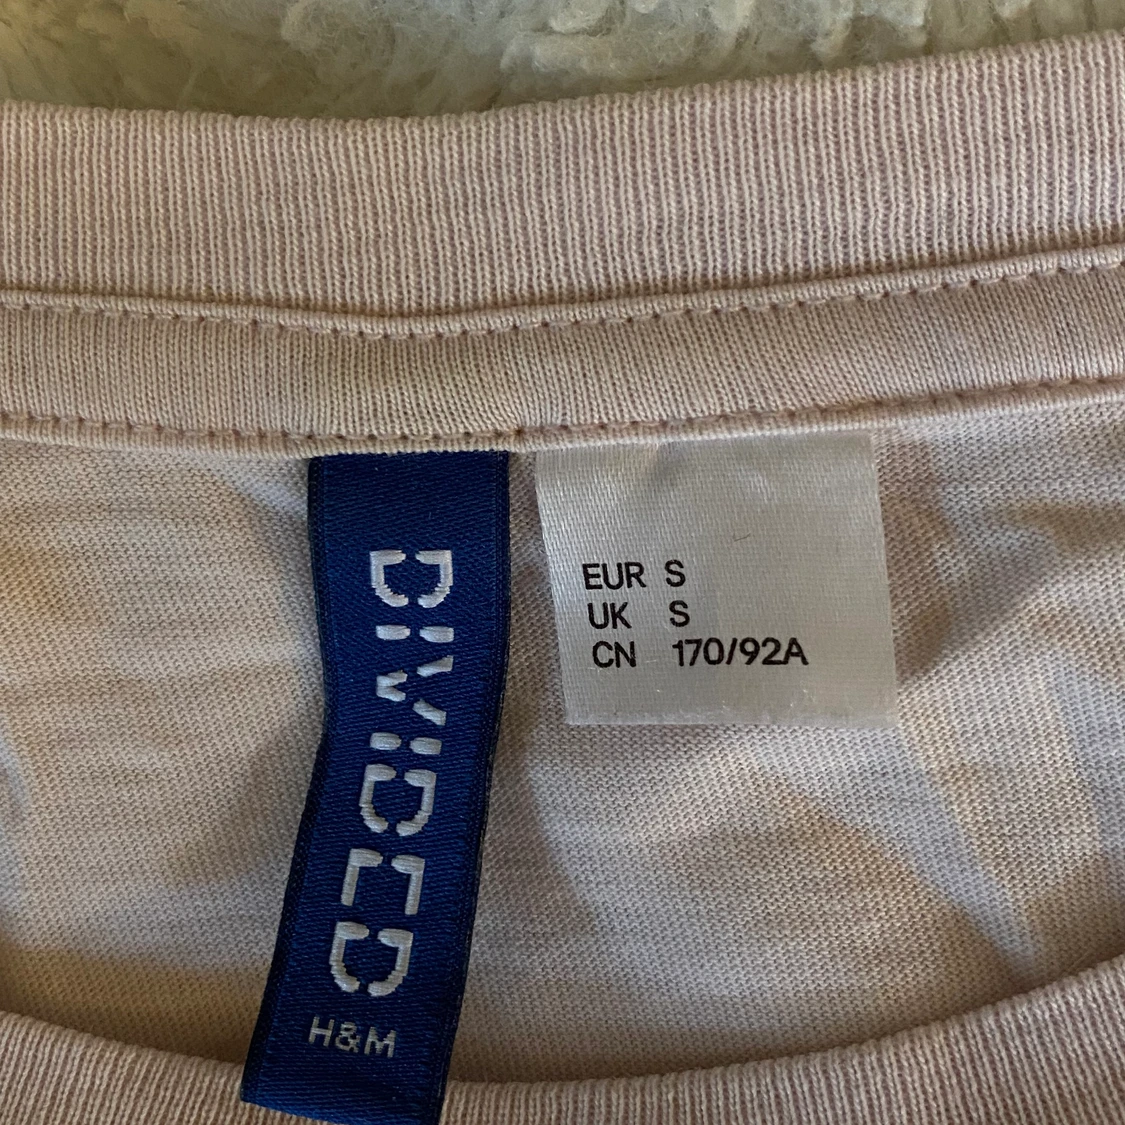 DIVIDED
H&M
EUR S
UK S
CN 170/92A